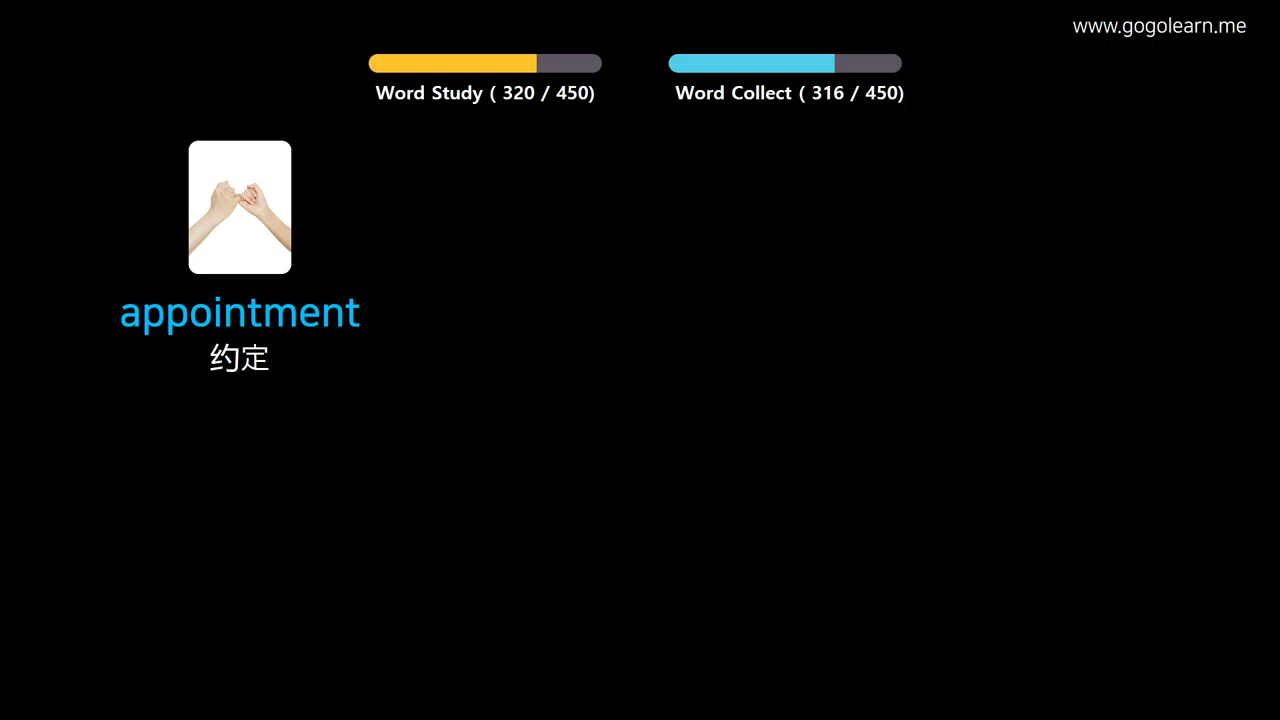 www.gogolearn.me
Word Study ( 320 / 450)
Word Collect ( 316 / 450)
appointment
约定